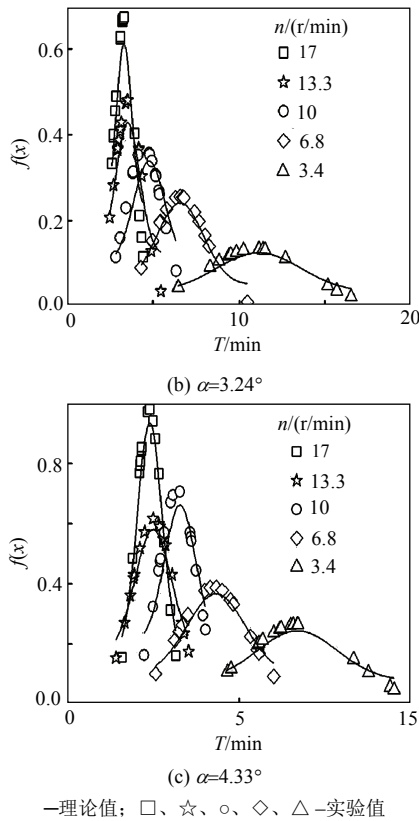 n/(r/min)
□ 17
☆ 13.3
○ 10
◇ 6.8
△ 3.4
f(x)
0.6
0.4
0.2
0.0
0 10 20
T/min
(b) α=3.24°
n/(r/min)
□ 17
☆ 13.3
○ 10
◇ 6.8
△ 3.4
f(x)
0.8
0.4
0.0
0 5 10 15
T/min
(c) α=4.33°
—理论值；□、☆、○、◇、△ –实验值